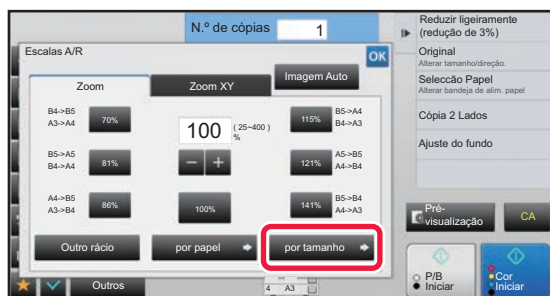 N.º de cópias
1
Escalas A/R
OK
Zoom
Zoom XY
Imagem Auto
B4->B5
A3->A4
70%
B5->A5
B4->A4
81%
A4->B5
A3->B4
86%
100
( 25~400 )
%
100%
115%
B5->A4
B4->A3
121%
A5->B5
A4->B4
141%
B5->B4
A4->A3
Outro rácio
por papel
por tamanho
Outros
4 A3
Reduzir ligeiramente
(redução de 3%)
Original
Alterar tamanho/direção.
Seleccão Papel
Alterar bandeja de alim. papel
Cópia 2 Lados
Ajuste do fundo
Pré-
visualização
CA
P/B
Iniciar
Cor
Iniciar